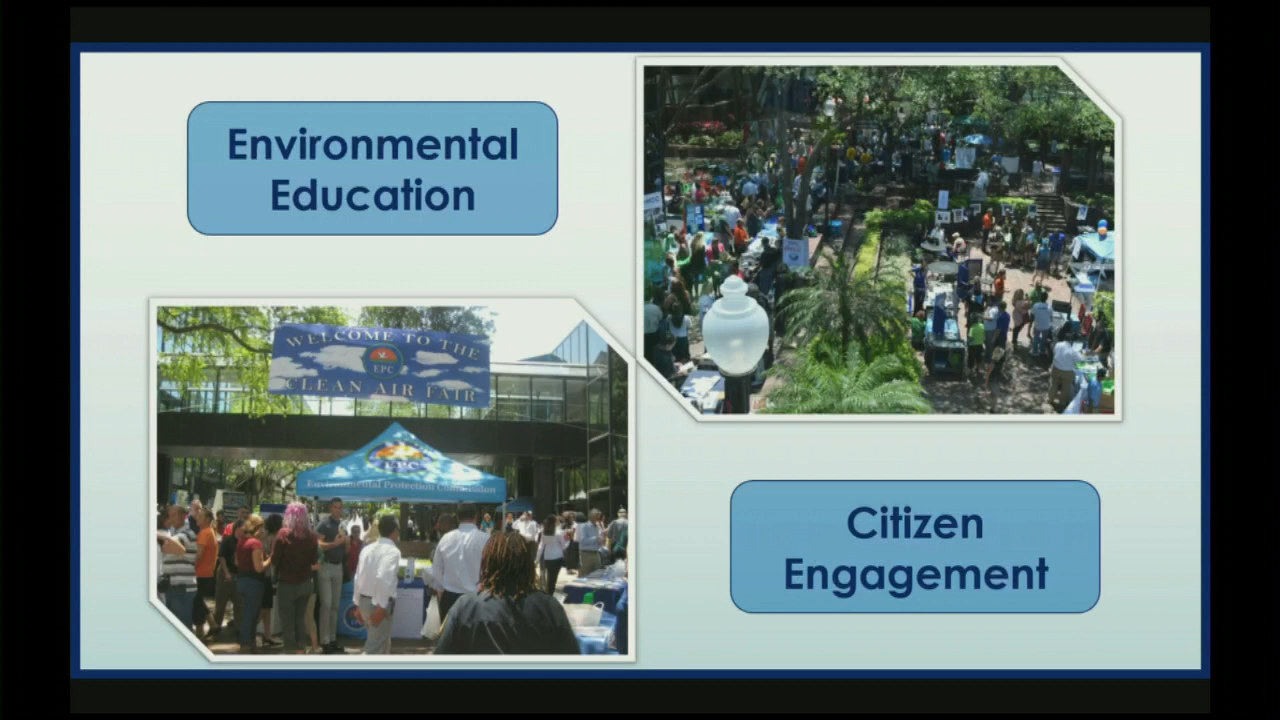 Environmental
Education
WELCOME TO THE
EPC
CLEAN AIR FAIR
EPC
Environmental Protection Commission
Citizen
Engagement